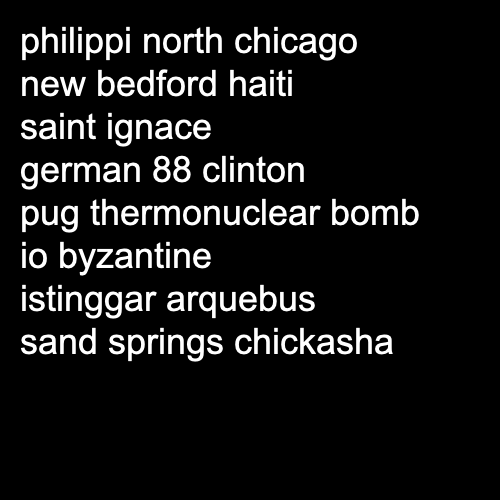 philippi north chicago
new bedford haiti
saint ignace
german 88 clinton
pug thermonuclear bomb
io byzantine
istinggar arquebus
sand springs chickasha